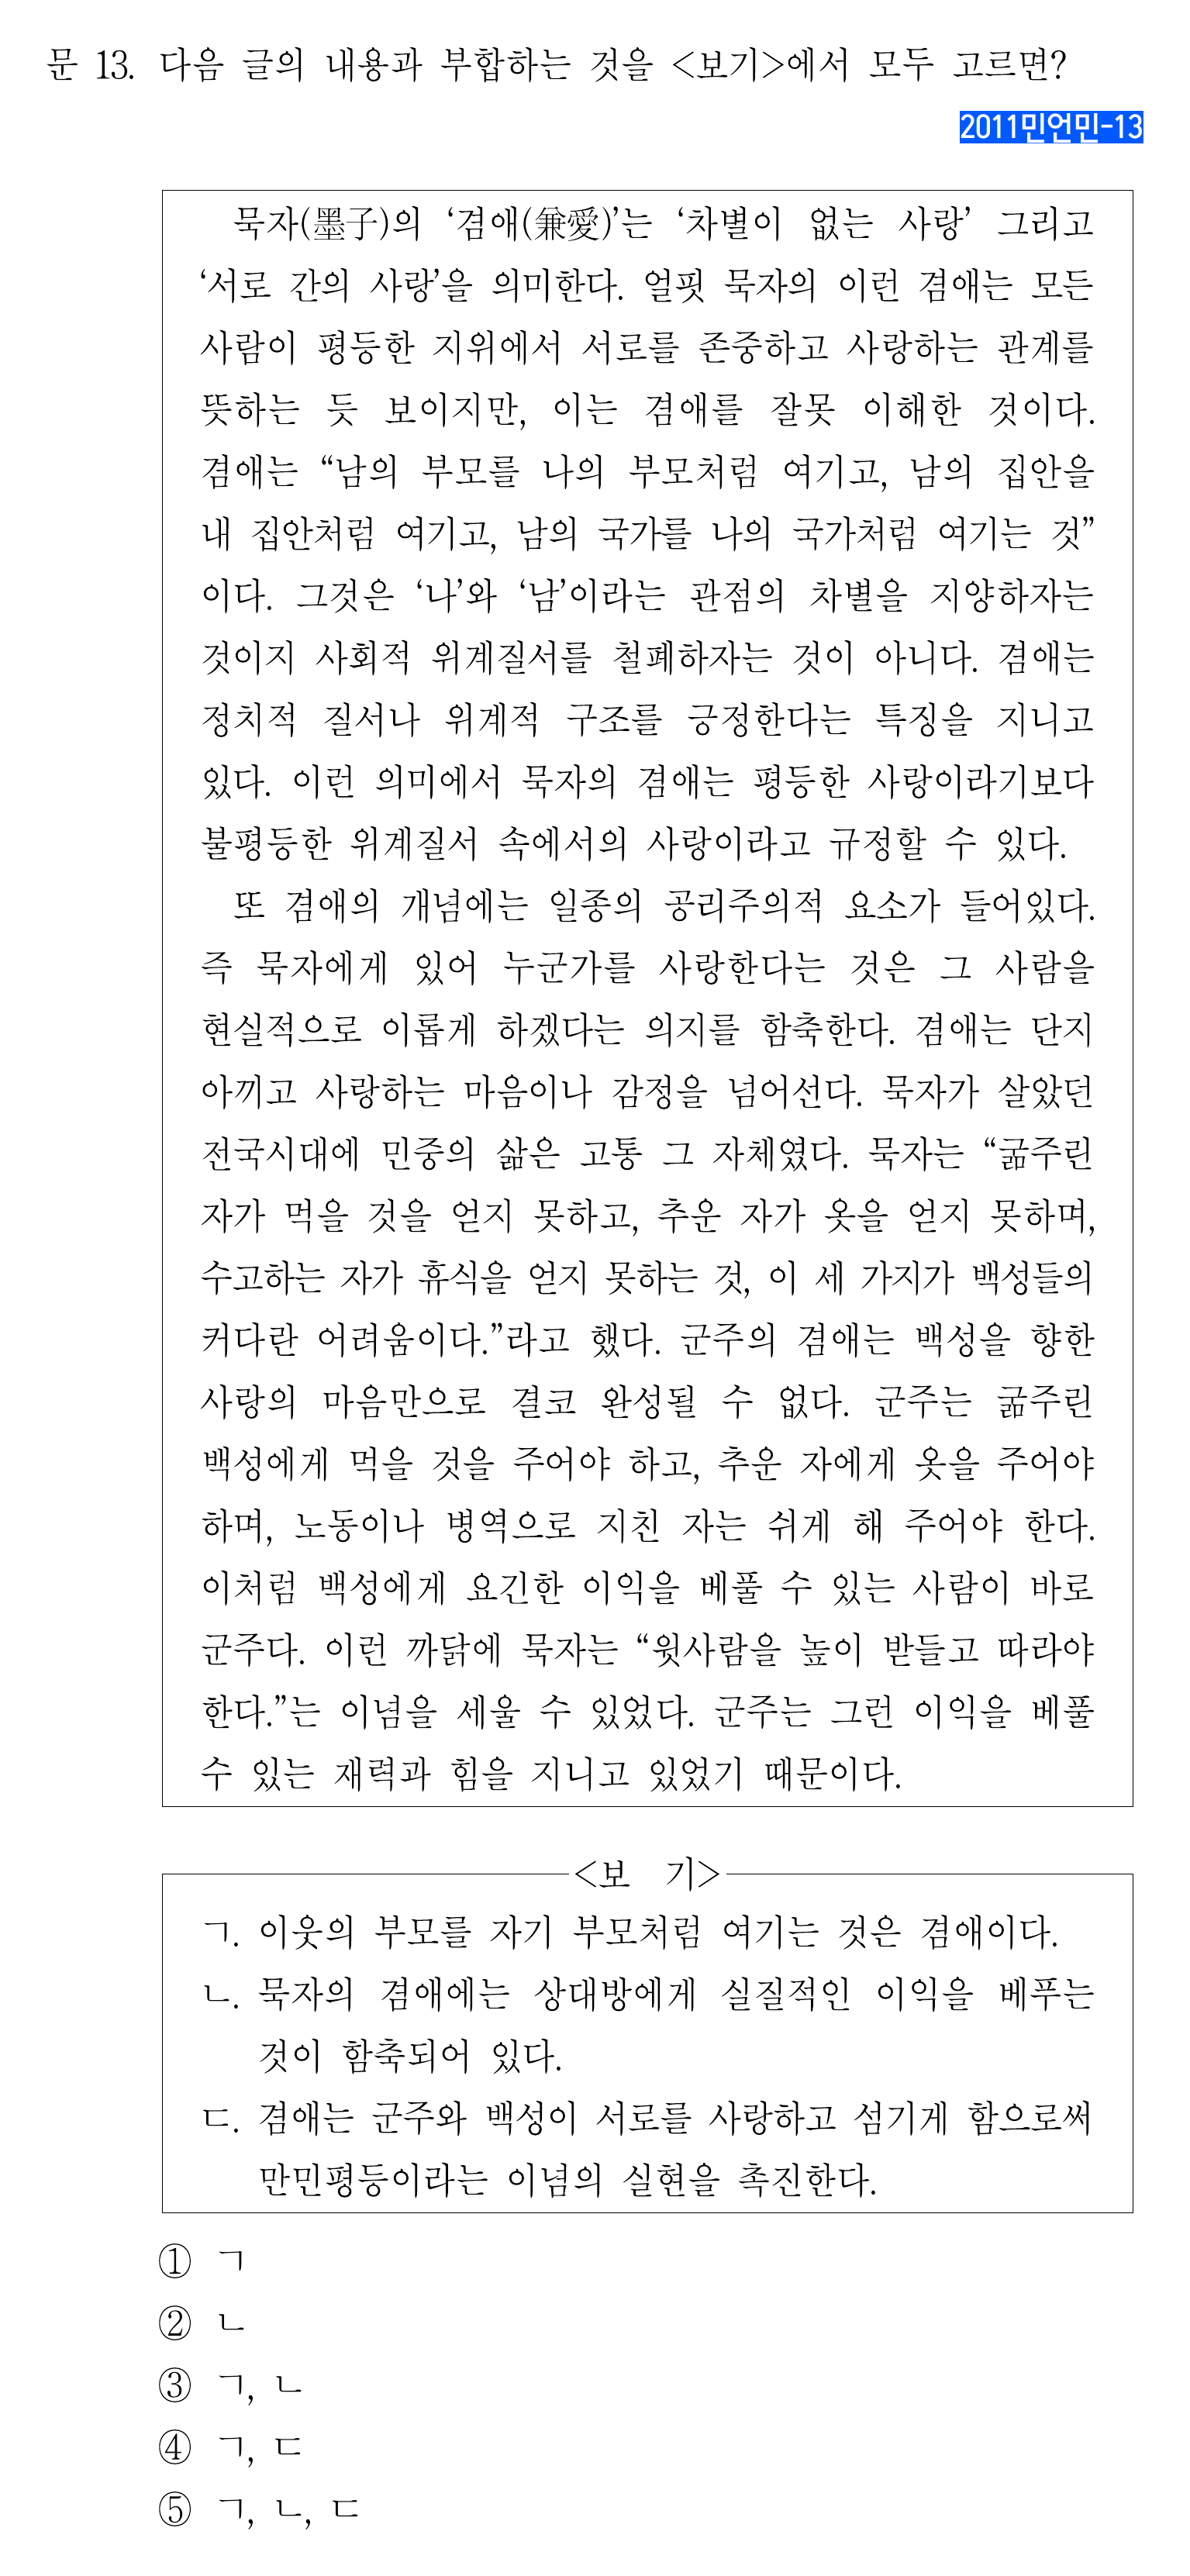 문 13. 다음 글의 내용과 부합하는 것을 <보기>에서 모두 고르면?
2011민언민-13
묵자(墨子)의 ‘겸애(兼愛)’는 ‘차별이 없는 사랑’ 그리고
‘서로 간의 사랑’을 의미한다. 얼핏 묵자의 이런 겸애는 모든
사람이 평등한 지위에서 서로를 존중하고 사랑하는 관계를
뜻하는 듯 보이지만, 이는 겸애를 잘못 이해한 것이다.
겸애는 “남의 부모를 나의 부모처럼 여기고, 남의 집안을
내 집안처럼 여기고, 남의 국가를 나의 국가처럼 여기는 것”
이다. 그것은 ‘나’와 ‘남’이라는 관점의 차별을 지양하자는
것이지 사회적 위계질서를 철폐하자는 것이 아니다. 겸애는
정치적 질서나 위계적 구조를 긍정한다는 특징을 지니고
있다. 이런 의미에서 묵자의 겸애는 평등한 사랑이라기보다
불평등한 위계질서 속에서의 사랑이라고 규정할 수 있다.
또 겸애의 개념에는 일종의 공리주의적 요소가 들어있다.
즉 묵자에게 있어 누군가를 사랑한다는 것은 그 사람을
현실적으로 이롭게 하겠다는 의지를 함축한다. 겸애는 단지
아끼고 사랑하는 마음이나 감정을 넘어선다. 묵자가 살았던
전국시대에 민중의 삶은 고통 그 자체였다. 묵자는 “굶주린
자가 먹을 것을 얻지 못하고, 추운 자가 옷을 얻지 못하며,
수고하는 자가 휴식을 얻지 못하는 것, 이 세 가지가 백성들의
커다란 어려움이다.”라고 했다. 군주의 겸애는 백성을 향한
사랑의 마음만으로 결코 완성될 수 없다. 군주는 굶주린
백성에게 먹을 것을 주어야 하고, 추운 자에게 옷을 주어야
하며, 노동이나 병역으로 지친 자는 쉬게 해 주어야 한다.
이처럼 백성에게 요긴한 이익을 베풀 수 있는 사람이 바로
군주다. 이런 까닭에 묵자는 “윗사람을 높이 받들고 따라야
한다.”는 이념을 세울 수 있었다. 군주는 그런 이익을 베풀
수 있는 재력과 힘을 지니고 있었기 때문이다.
<보 기>
ㄱ. 이웃의 부모를 자기 부모처럼 여기는 것은 겸애이다.
ㄴ. 묵자의 겸애에는 상대방에게 실질적인 이익을 베푸는
것이 함축되어 있다.
ㄷ. 겸애는 군주와 백성이 서로를 사랑하고 섬기게 함으로써
만민평등이라는 이념의 실현을 촉진한다.
① ㄱ
② ㄴ
③ ㄱ, ㄴ
④ ㄱ, ㄷ
⑤ ㄱ, ㄴ, ㄷ